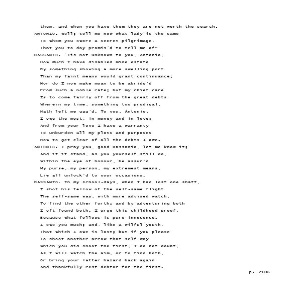 them, and when you have them they are not worth the search.
ANTONIO. Well; tell me now what lady is the same
To whom you swore a secret pilgrimage,
That you to-day promis'd to tell me of?
BASSANIO. 'Tis not unknown to you, Antonio,
How much I have disabled mine estate
By something showing a more swelling port
Than my faint means would grant continuance;
Nor do I now make moan to be abridg'd
From such a noble rate; but my chief care
Is to come fairly off from the great debts
Wherein my time, something too prodigal,
Hath left me gag'd. To you, Antonio,
I owe the most, in money and in love;
And from your love I have a warranty
To unburden all my plots and purposes
How to get clear of all the debts I owe.
ANTONIO. I pray you, good Bassanio, let me know it;
And if it stand, as you yourself still do,
Within the eye of honour, be assur'd
My purse, my person, my extremest means,
Lie all unlock'd to your occasions.
BASSANIO. In my school-days, when I had lost one shaft,
I shot his fellow of the self-same flight
The self-same way, with more advised watch,
To find the other forth; and by adventuring both
I oft found both. I urge this childhood proof,
Because what follows is pure innocence.
I owe you much; and, like a wilful youth,
That which I owe is lost; but if you please
To shoot another arrow that self way
Which you did shoot the first, I do not doubt,
As I will watch the aim, or to find both,
Or bring your latter hazard back again
And thankfully rest debtor for the first.